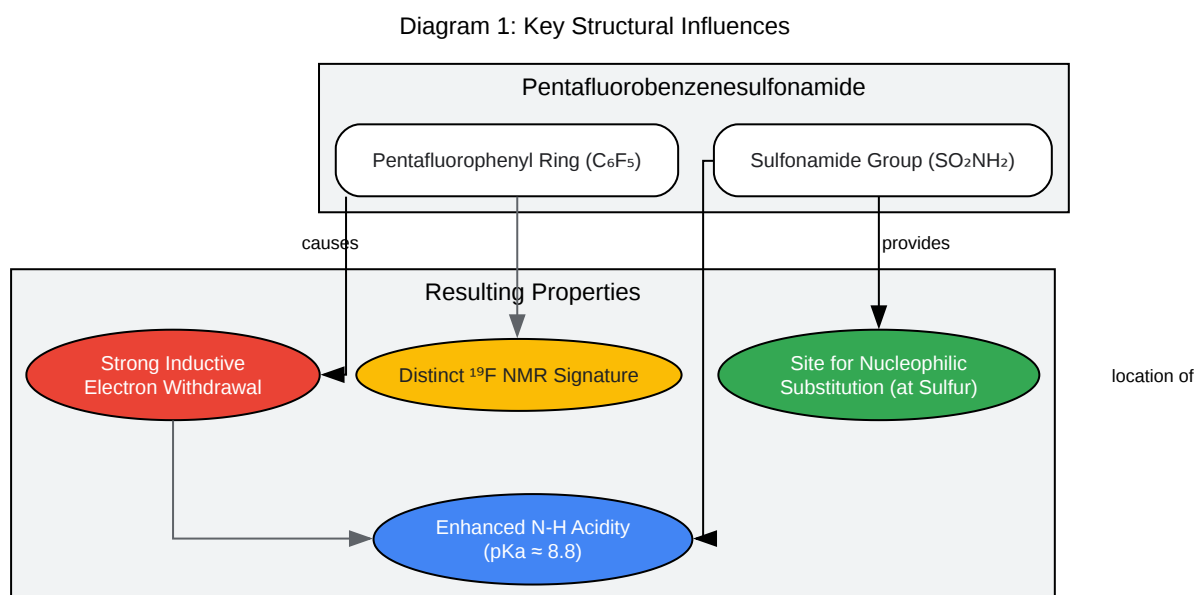 Diagram 1: Key Structural Influences
Pentafluorobenzenesulfonamide
Pentafluorophenyl Ring (C₆F₅)
Sulfonamide Group (SO₂NH₂)
causes
provides
Resulting Properties
Strong Inductive
Electron Withdrawal
Distinct ¹⁹F NMR Signature
Site for Nucleophilic
Substitution (at Sulfur)
location of
Enhanced N-H Acidity
(pKa ≈ 8.8)